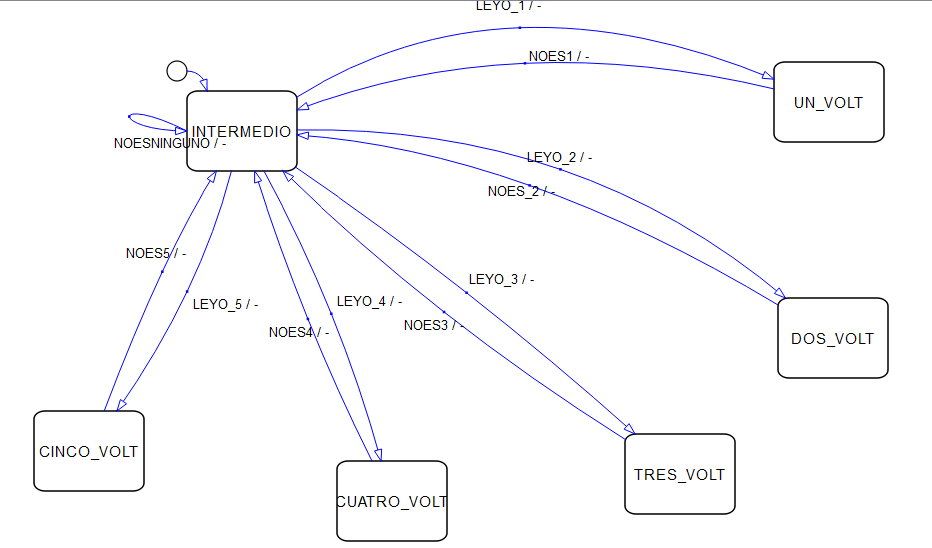 LEYO_1 / -
NOES1 / -
UN_VOLT
INTERMEDIO
NOESNINGUNO / -
LEYO_2 / -
NOES_2 / -
NOES5 / -
LEYO_5 / -
LEYO_4 / -
NOES4 / -
LEYO_3 / -
NOES3 / -
DOS_VOLT
CINCO_VOLT
CUATRO_VOLT
TRES_VOLT